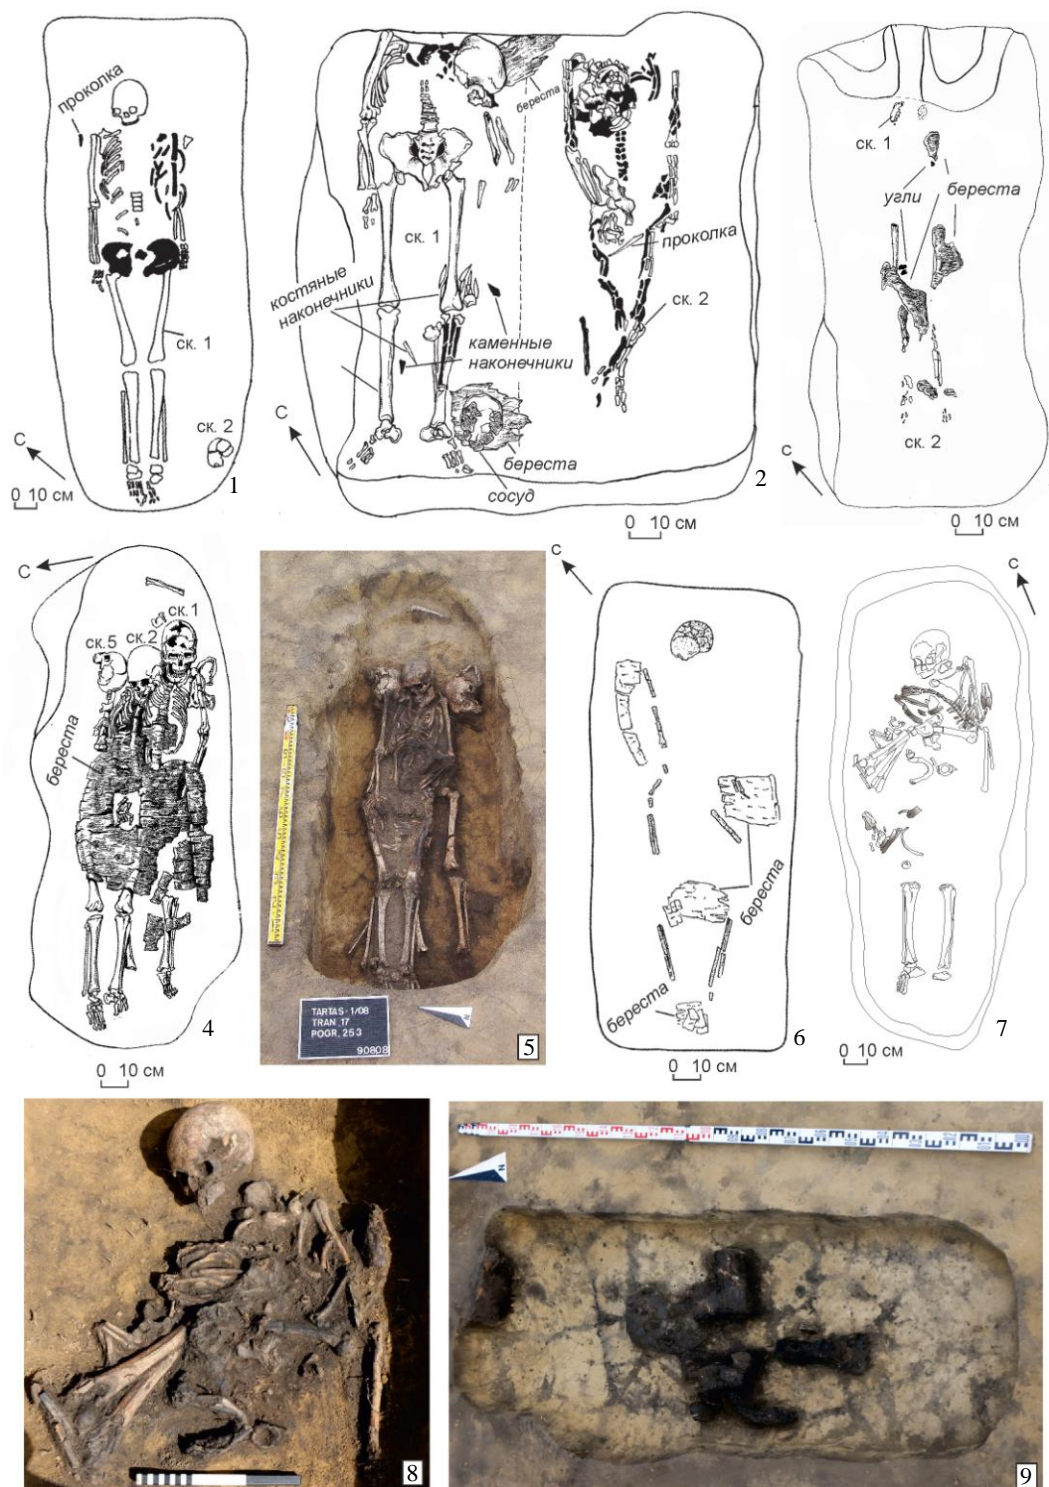 проколка
ск. 1
ск. 2
С
0 10 см
1
береста
ск. 1
проколка
костяные
наконечники
ск. 2
каменные
наконечники
С
береста
сосуд
2
0 10 см
ск. 1
угли
береста
ск. 2
С
0 10 см
С
ск. 1
ск. 2
ск. 5
береста
4
0 10 см
TARTAS-1/08
TRAN.17
POGR. 253
90808
N
5
С
береста
береста
6
0 10 см
С
7
0 10 см
8
N
9